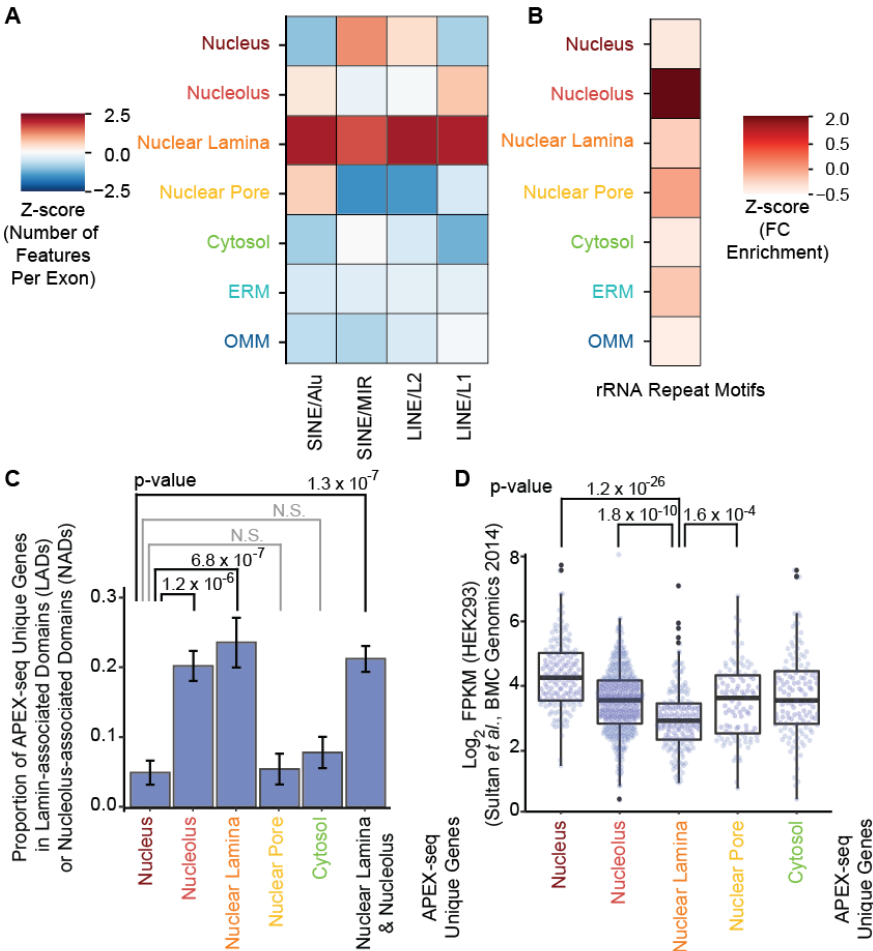 A
Nucleus
Nucleolus
Nuclear Lamina
Nuclear Pore
Cytosol
ERM
OMM
2.5
0.0
−2.5
Z-score
(Number of
Features
Per Exon)
SINE/Alu
SINE/MIR
LINE/L2
LINE/L1
B
Nucleus
Nucleolus
Nuclear Lamina
Nuclear Pore
Cytosol
ERM
OMM
rRNA Repeat Motifs
2.0
0.5
0.0
−0.5
Z-score
(FC
Enrichment)
C
p-value
1.3 x 10⁻⁷
N.S.
N.S.
6.8 x 10⁻⁷
1.2 x 10⁻⁶
Proportion of APEX-seq Unique Genes
in Lamin-associated Domains (LADs)
or Nucleolus-associated Domains (NADs)
0.3
0.2
0.1
0.0
Nucleus
Nucleolus
Nuclear Lamina
Nuclear Pore
Cytosol
Nuclear Lamina
& Nucleolus
APEX-seq
Unique Genes
D
p-value
1.2 x 10⁻²⁶
1.8 x 10⁻¹⁰
1.6 x 10⁻⁴
Log₂ FPKM (HEK293)
(Sultan et al., BMC Genomics 2014)
8
6
4
2
0
Nucleus
Nucleolus
Nuclear Lamina
Nuclear Pore
Cytosol
APEX-seq
Unique Genes